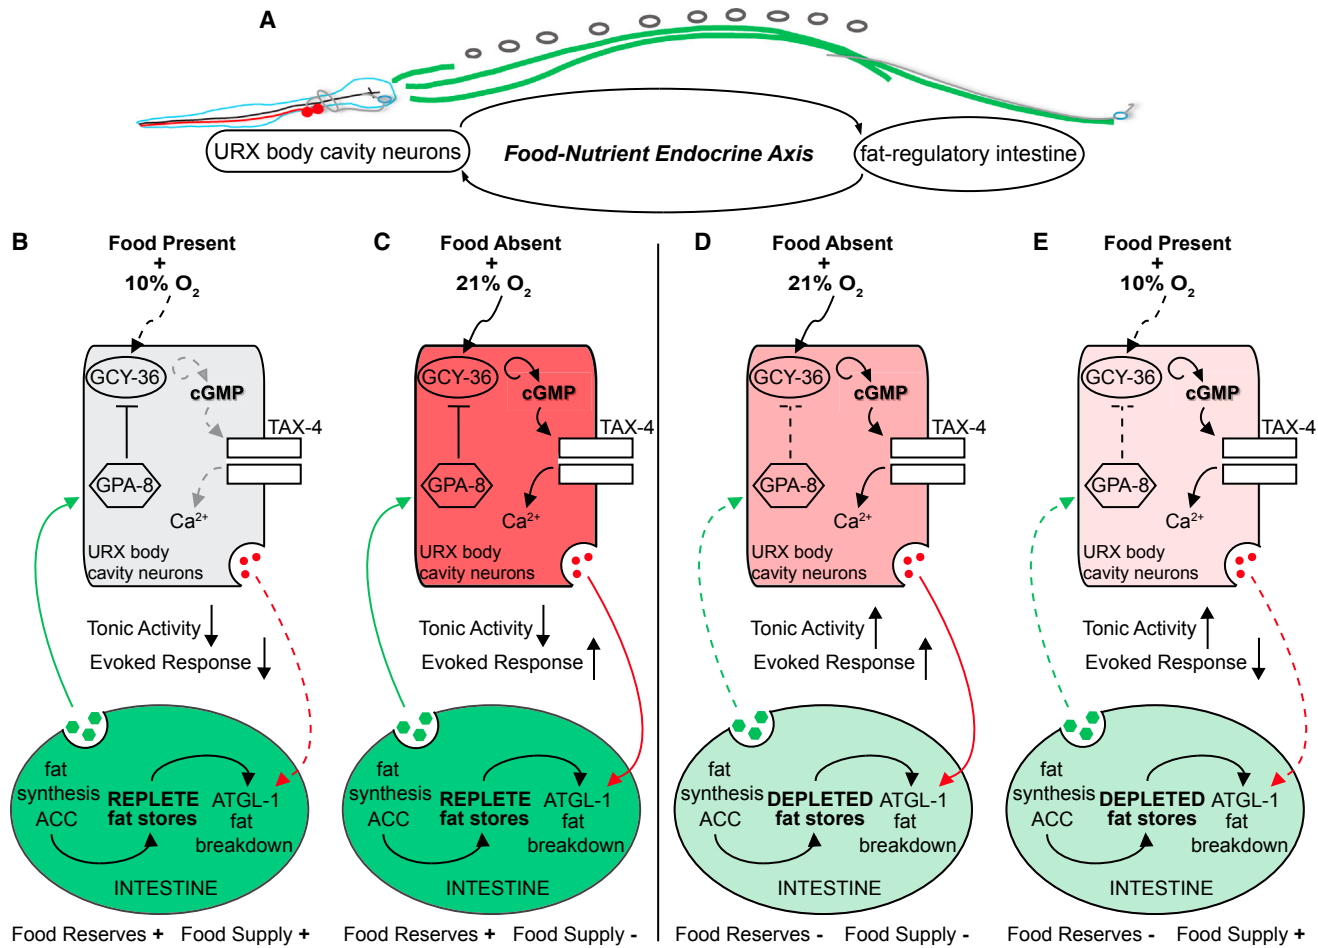 A
URX body cavity neurons
Food-Nutrient Endocrine Axis
fat-regulatory intestine
B
Food Present
+
10% O2
GCY-36
cGMP
TAX-4
GPA-8
Ca2+
URX body
cavity neurons
Tonic Activity
Evoked Response
fat
synthesis
ACC
REPLETE
fat stores
ATGL-1
fat
breakdown
INTESTINE
Food Reserves + Food Supply +
C
Food Absent
+
21% O2
GCY-36
cGMP
TAX-4
GPA-8
Ca2+
URX body
cavity neurons
Tonic Activity
Evoked Response
fat
synthesis
ACC
REPLETE
fat stores
ATGL-1
fat
breakdown
INTESTINE
Food Reserves + Food Supply -
D
Food Absent
+
21% O2
GCY-36
cGMP
TAX-4
GPA-8
Ca2+
URX body
cavity neurons
Tonic Activity
Evoked Response
fat
synthesis
ACC
DEPLETED
fat stores
ATGL-1
fat
breakdown
INTESTINE
Food Reserves - Food Supply -
E
Food Present
+
10% O2
GCY-36
cGMP
TAX-4
GPA-8
Ca2+
URX body
cavity neurons
Tonic Activity
Evoked Response
fat
synthesis
ACC
DEPLETED
fat stores
ATGL-1
fat
breakdown
INTESTINE
Food Reserves - Food Supply +